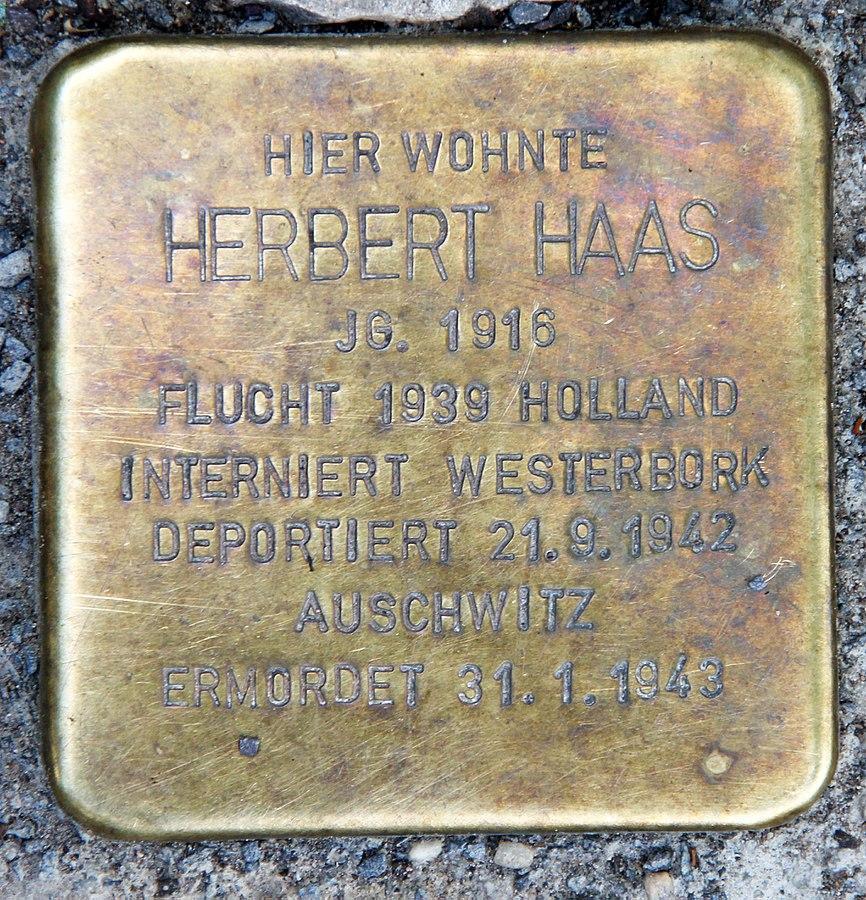 HIER WOHNTE
HERBERT HAAS
JG. 1916
FLUCHT 1939 HOLLAND
INTERNIERT WESTERBORK
DEPORTIERT 21.9.1942
AUSCHWITZ
ERMORDET 31.1.1943